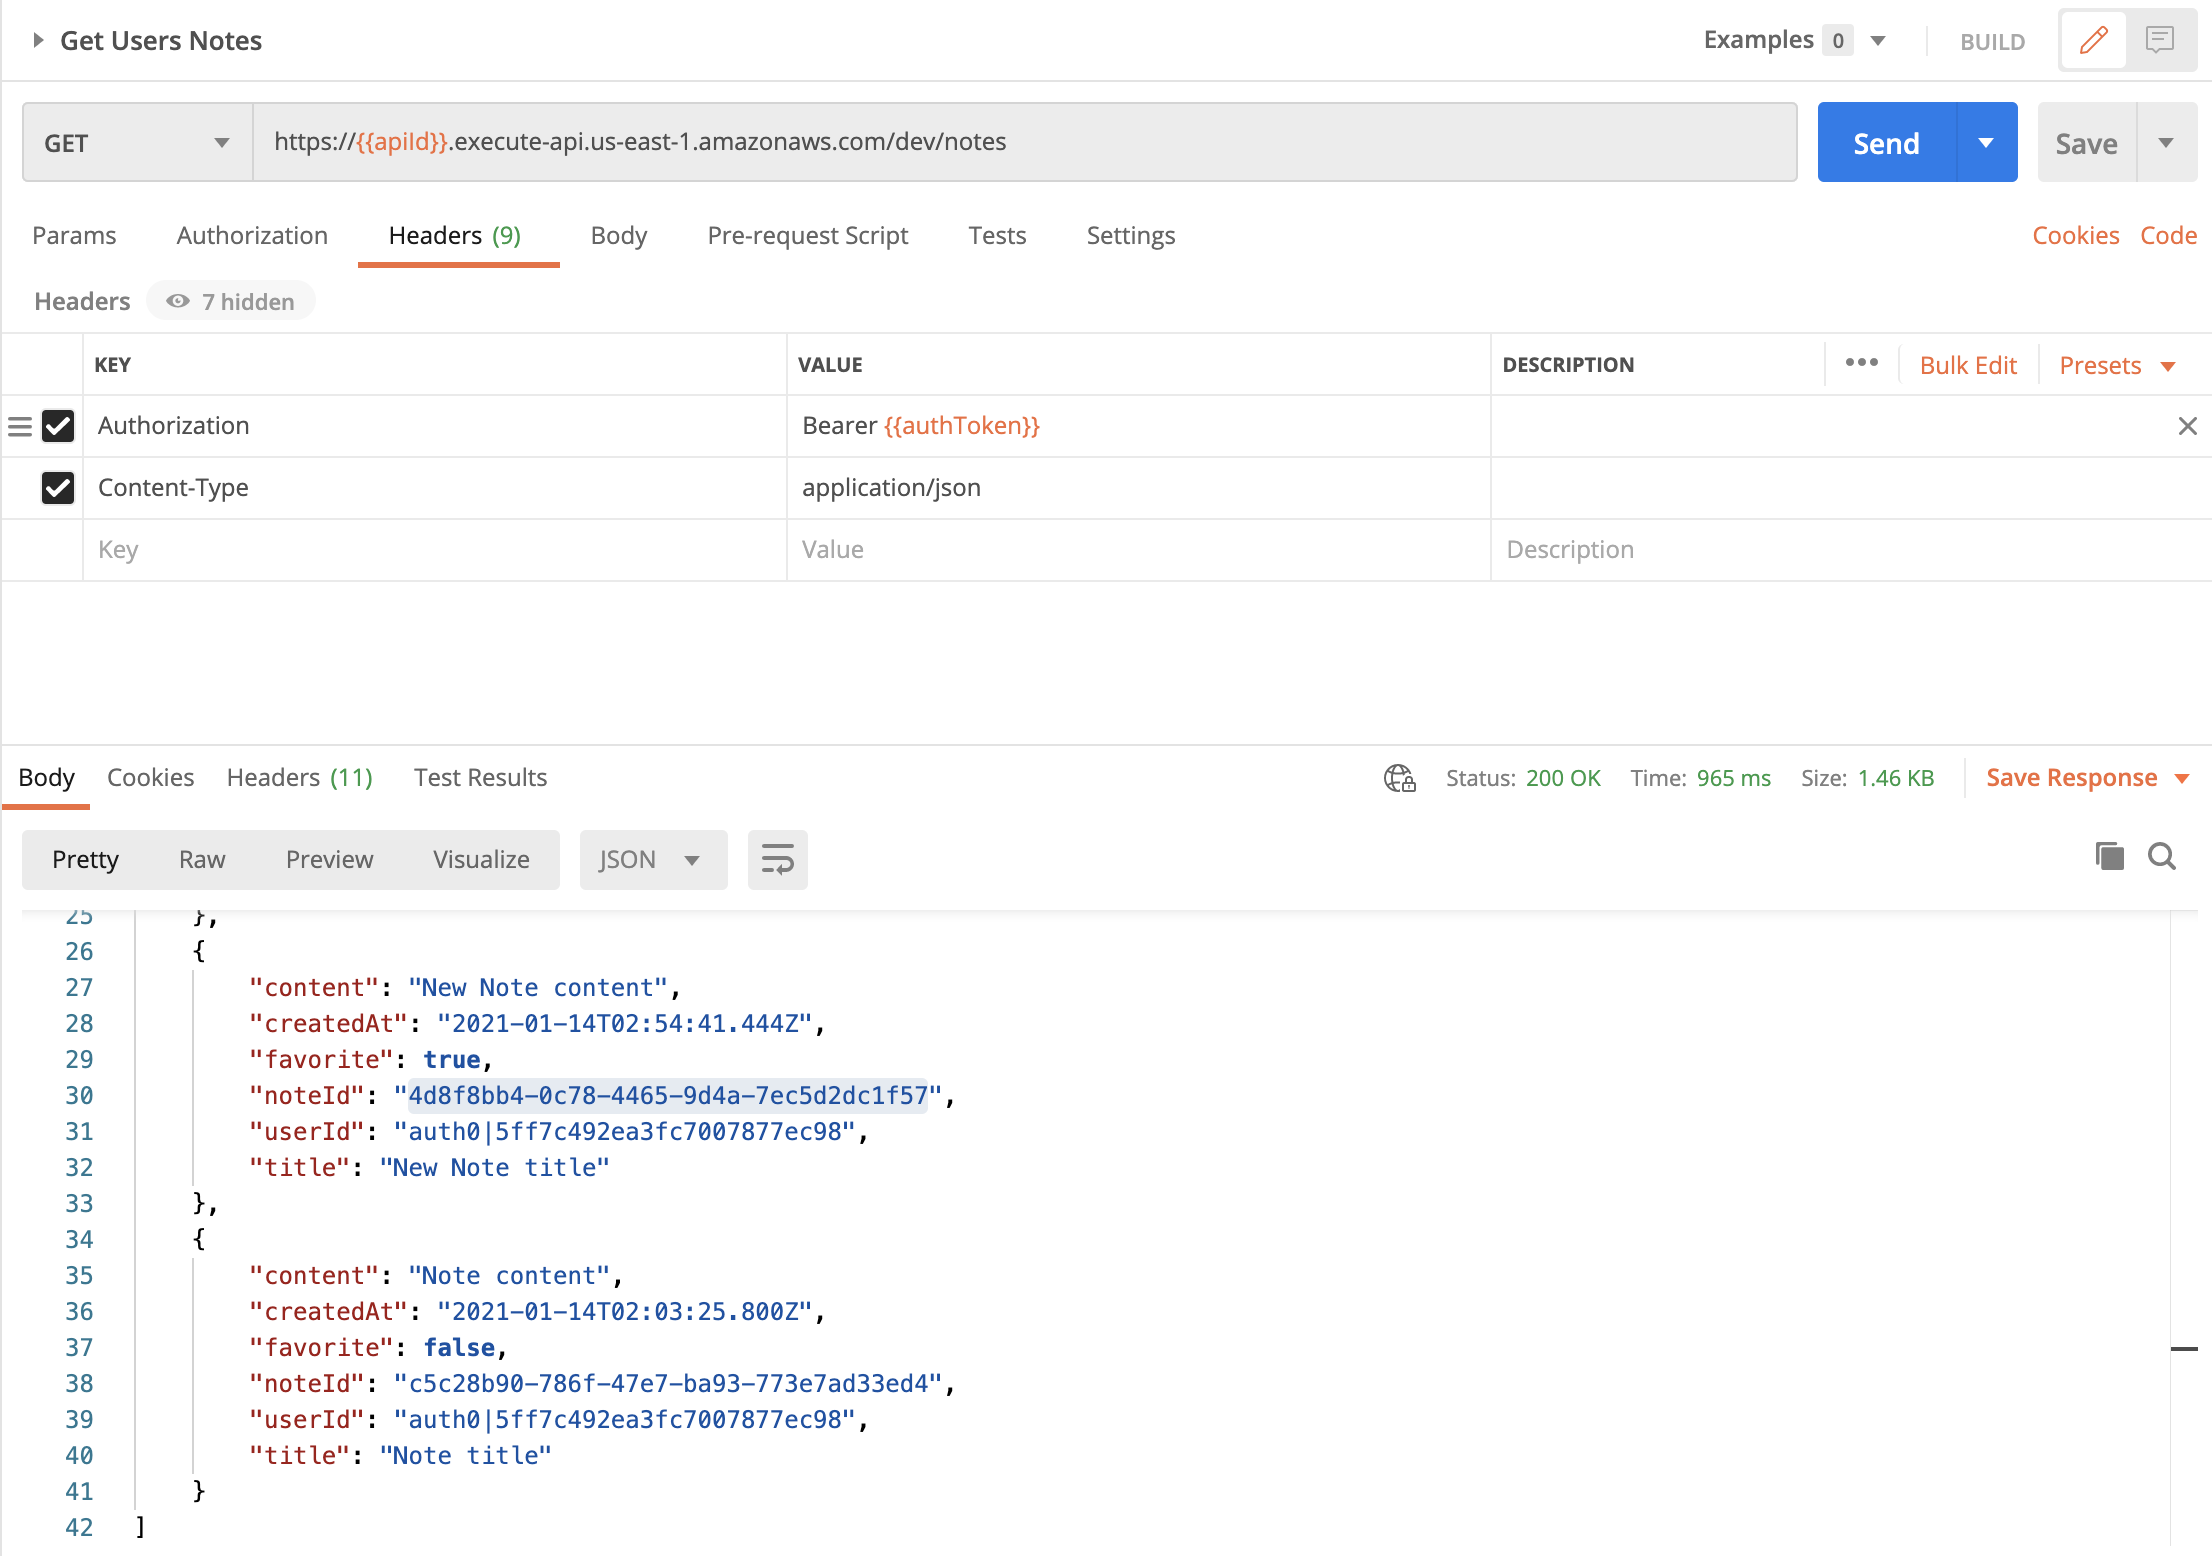 Get Users Notes Examples 0 BUILD
GET https://{{apiId}}.execute-api.us-east-1.amazonaws.com/dev/notes Send Save
Params Authorization Headers (9) Body Pre-request Script Tests Settings Cookies Code
Headers 7 hidden
KEY VALUE DESCRIPTION ••• Bulk Edit Presets
Authorization Bearer {{authToken}}
Content-Type application/json
Key Value Description
Body Cookies Headers (11) Test Results Status: 200 OK Time: 965 ms Size: 1.46 KB Save Response
Pretty Raw Preview Visualize JSON
25 },
26 {
27 "content": "New Note content",
28 "createdAt": "2021-01-14T02:54:41.444Z",
29 "favorite": true,
30 "noteId": "4d8f8bb4-0c78-4465-9d4a-7ec5d2dc1f57",
31 "userId": "auth0|5ff7c492ea3fc7007877ec98",
32 "title": "New Note title"
33 },
34 {
35 "content": "Note content",
36 "createdAt": "2021-01-14T02:03:25.800Z",
37 "favorite": false,
38 "noteId": "c5c28b90-786f-47e7-ba93-773e7ad33ed4",
39 "userId": "auth0|5ff7c492ea3fc7007877ec98",
40 "title": "Note title"
41 }
42 ]